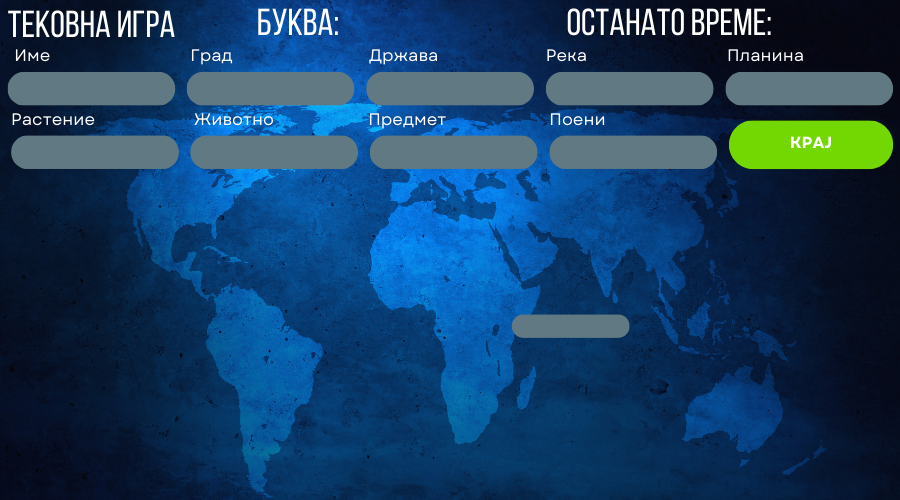 ТЕКОВНА ИГРА БУКВА: ОСТАНАТО ВРЕМЕ:
Име Град Држава Река Планина
Растение Животно Предмет Поени
КРАЈ